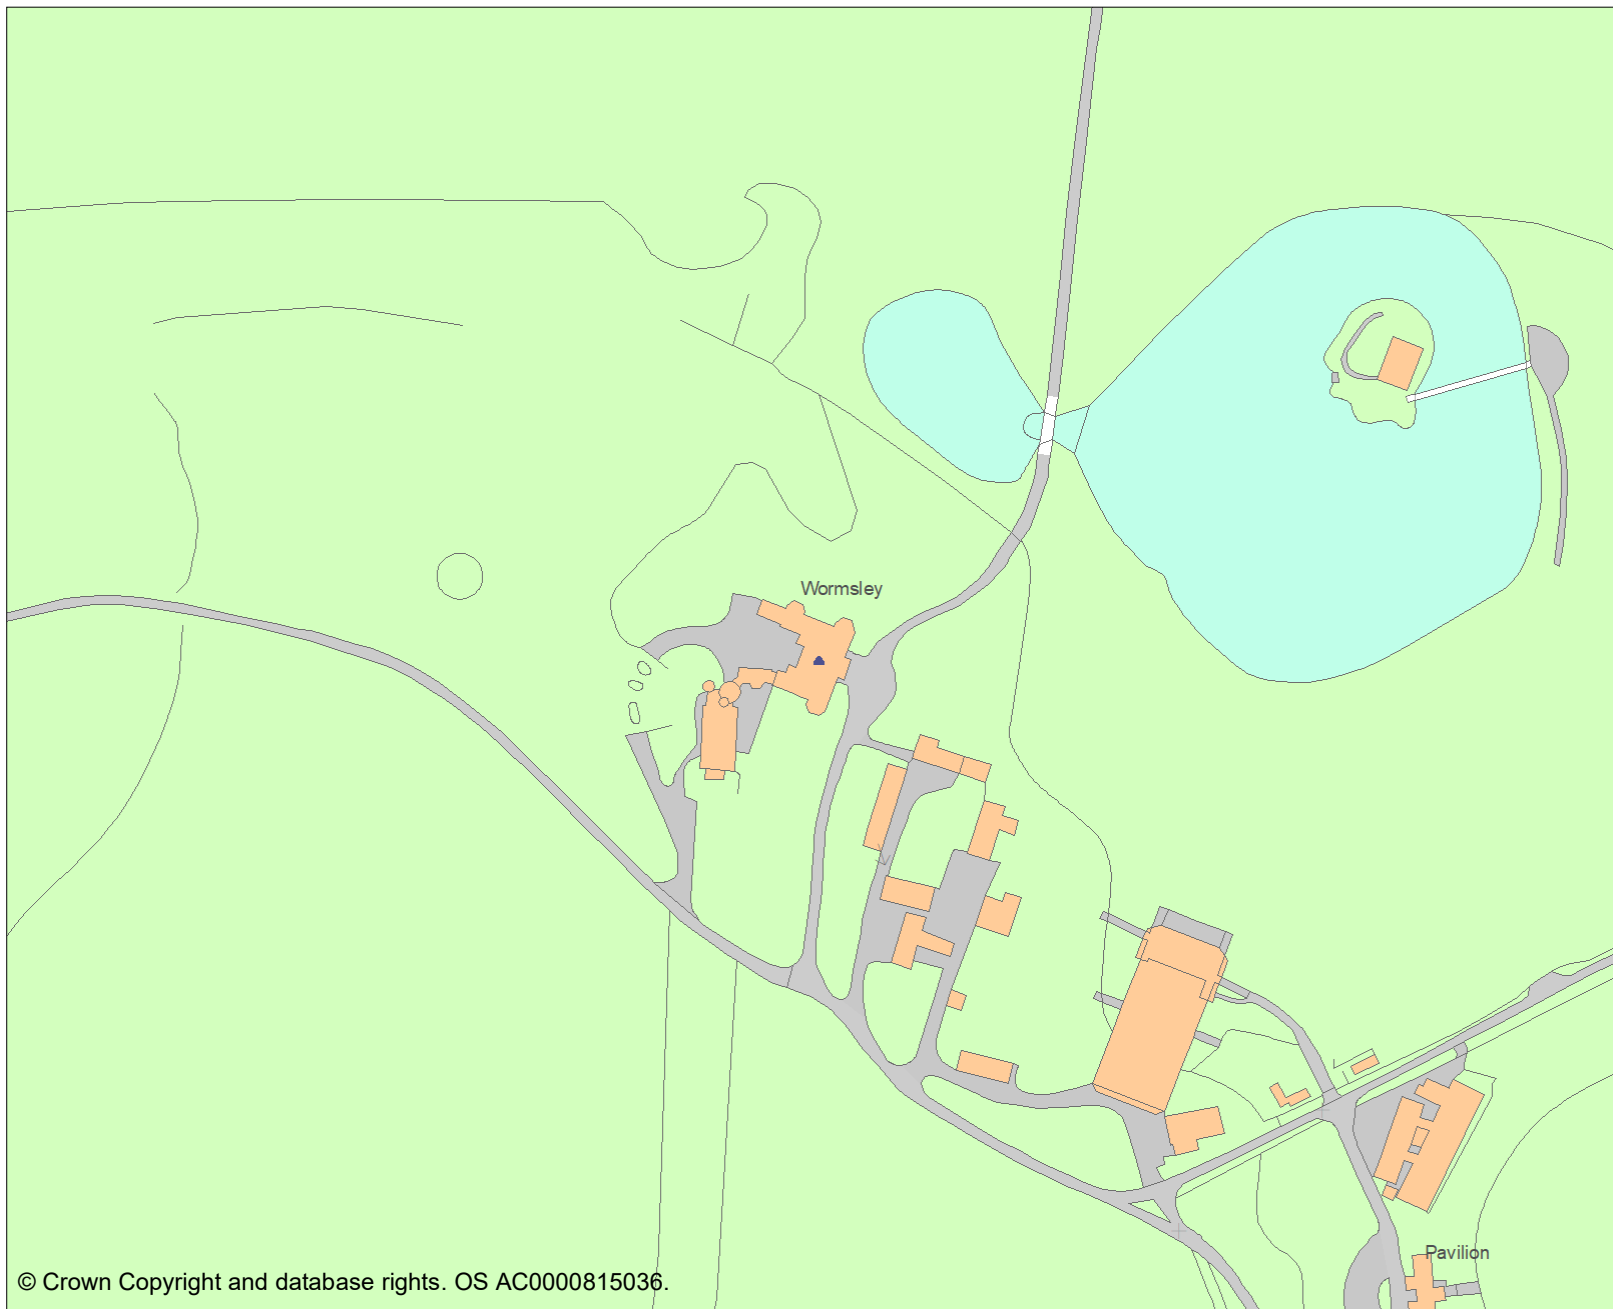 Wormsley
Pavilion
© Crown Copyright and database rights. OS AC0000815036.